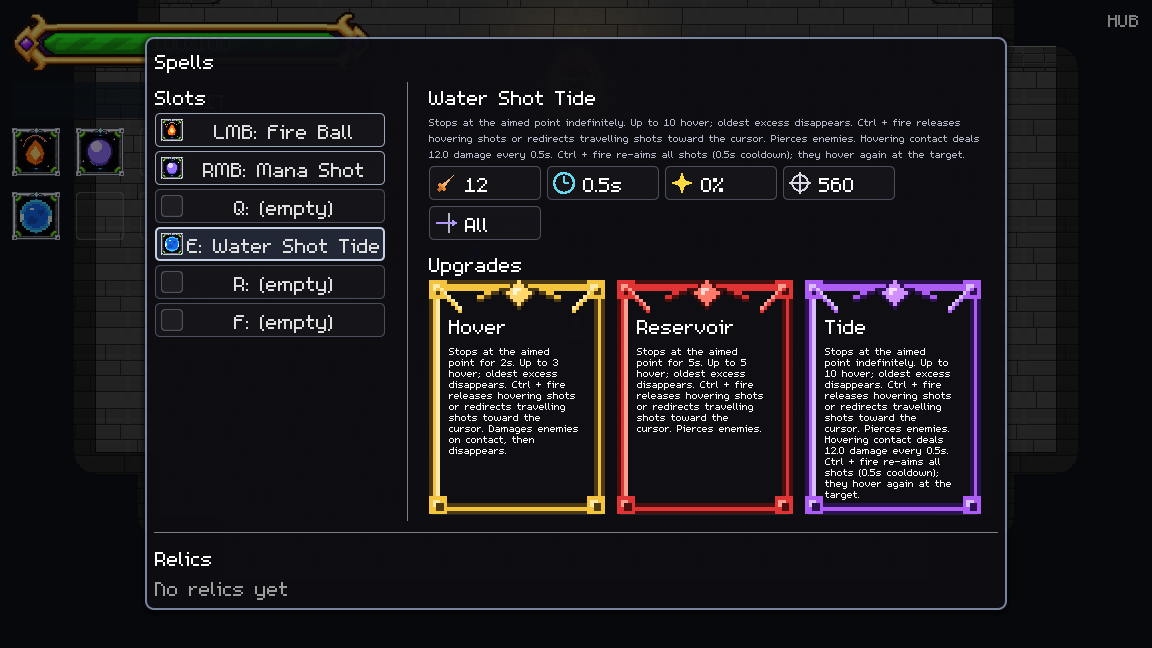 HUB
Spells
Slots
LMB: Fire Ball
RMB: Mana Shot
Q: (empty)
E: Water Shot Tide
R: (empty)
F: (empty)
Water Shot Tide
Stops at the aimed point indefinitely. Up to 10 hover; oldest excess disappears. Ctrl + fire releases
hovering shots or redirects travelling shots toward the cursor. Pierces enemies. Hovering contact deals
12.0 damage every 0.5s. Ctrl + fire re-aims all shots (0.5s cooldown); they hover again at the target.
12
0.5s
0%
560
All
Upgrades
Hover
Stops at the aimed
point for 2s. Up to 3
hover; oldest excess
disappears. Ctrl + fire
releases hovering shots
or redirects travelling
shots toward the
cursor. Damages enemies
on contact, then
disappears.
Reservoir
Stops at the aimed
point for 5s. Up to 5
hover; oldest excess
disappears. Ctrl + fire
releases hovering shots
or redirects travelling
shots toward the
cursor. Pierces enemies.
Tide
Stops at the aimed
point indefinitely. Up to
10 hover; oldest excess
disappears. Ctrl + fire
releases hovering shots
or redirects travelling
shots toward the
cursor. Pierces enemies.
Hovering contact deals
12.0 damage every 0.5s.
Ctrl + fire re-aims all
shots (0.5s cooldown);
they hover again at the
target.
Relics
No relics yet